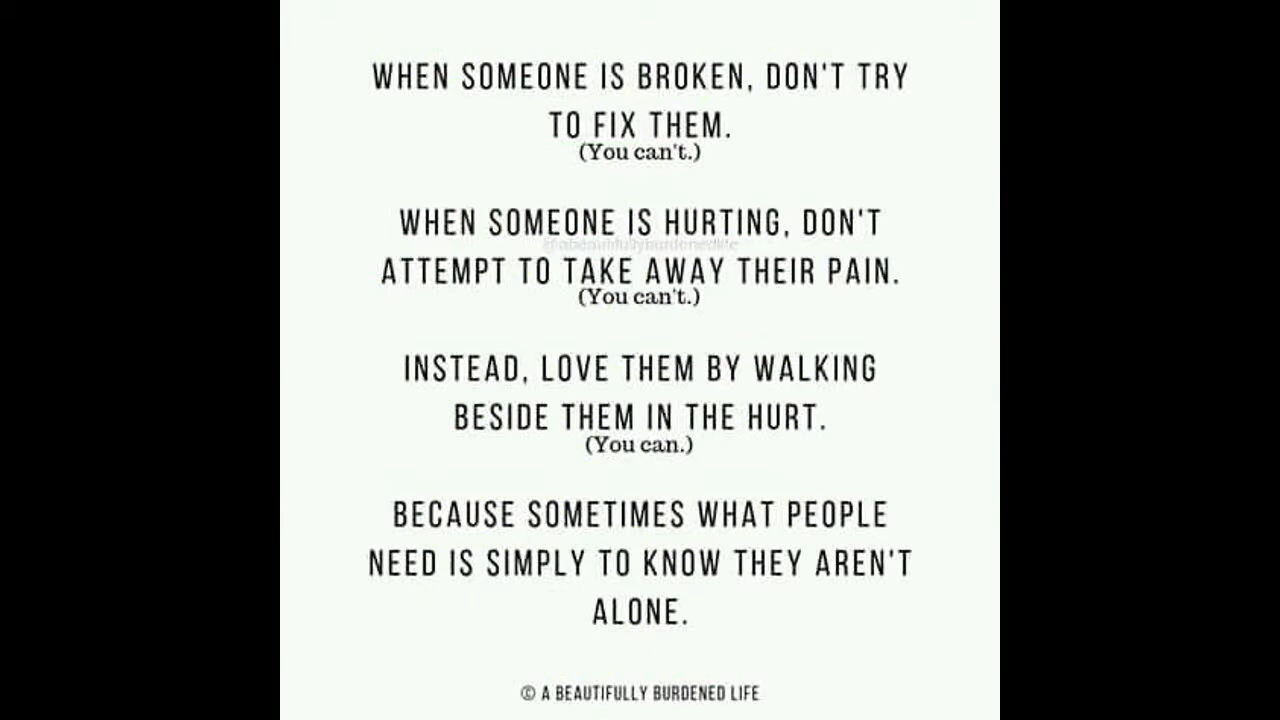 WHEN SOMEONE IS BROKEN, DON'T TRY
TO FIX THEM.
(You can't.)
WHEN SOMEONE IS HURTING, DON'T
@abeautifullyburdenedlife
ATTEMPT TO TAKE AWAY THEIR PAIN.
(You can't.)
INSTEAD, LOVE THEM BY WALKING
BESIDE THEM IN THE HURT.
(You can.)
BECAUSE SOMETIMES WHAT PEOPLE
NEED IS SIMPLY TO KNOW THEY AREN'T
ALONE.
© A BEAUTIFULLY BURDENED LIFE